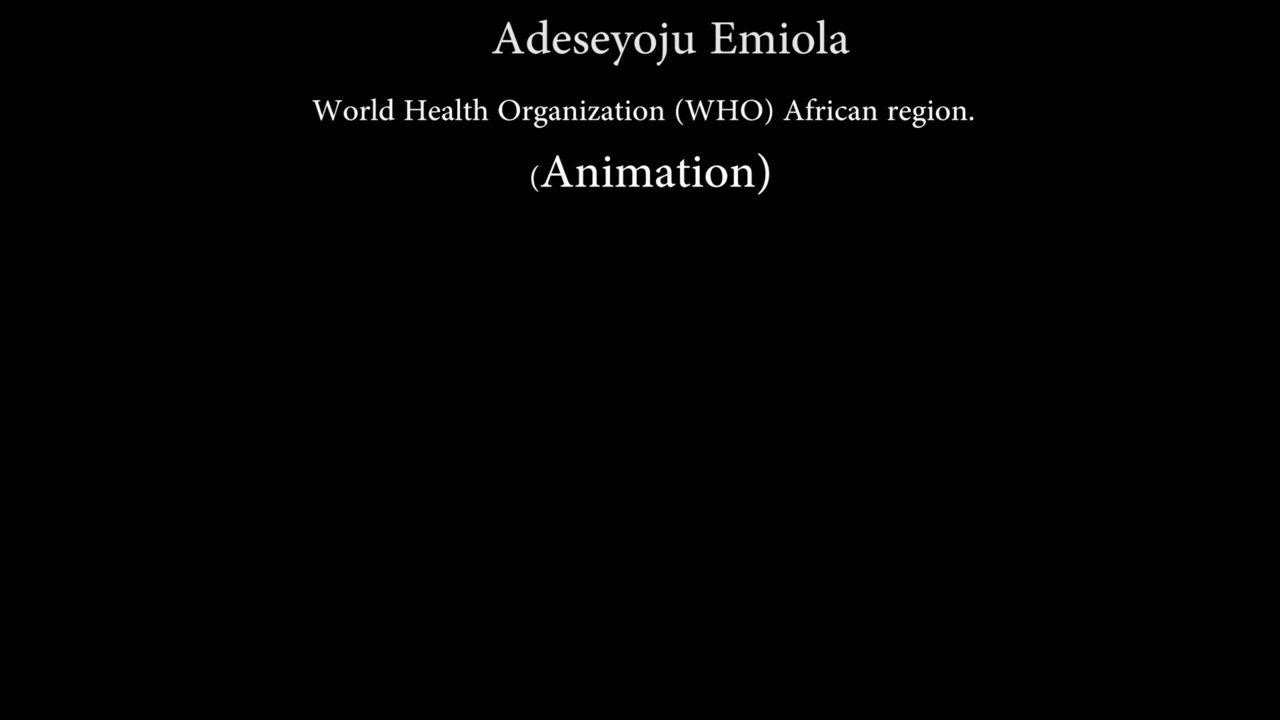 Adeseyoju Emiola
World Health Organization (WHO) African region.
(Animation)